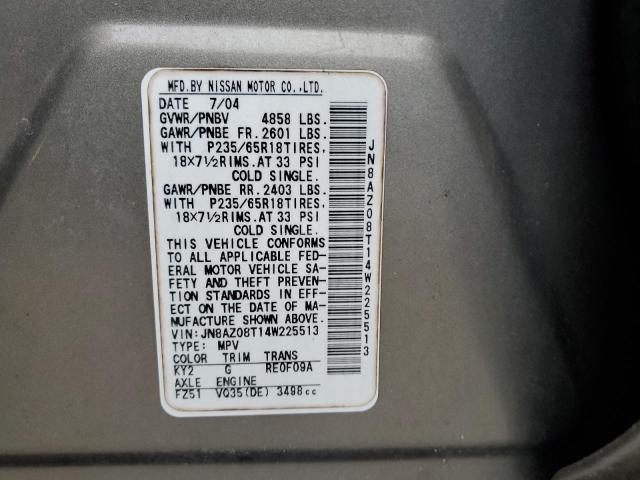 MFD.BY NISSAN MOTOR CO.,LTD.
DATE 7/04
GVWR/PNBV 4858 LBS.
GAWR/PNBE FR.2601 LBS.
WITH P235/65R18TIRES,
18X7½RIMS.AT 33 PSI
COLD SINGLE.
GAWR/PNBE RR.2403 LBS.
WITH P235/65R18TIRES,
18X7½RIMS.AT 33 PSI
COLD SINGLE.
THIS VEHICLE CONFORMS
TO ALL APPLICABLE FED-
ERAL MOTOR VEHICLE SA-
FETY AND THEFT PREVEN-
TION STANDARDS IN EFF-
ECT ON THE DATE OF MA-
NUFACTURE SHOWN ABOVE.
VIN:JN8AZ08T14W225513
TYPE: MPV
COLOR TRIM TRANS
KY2 G RE0F09A
AXLE ENGINE
FZ51 VQ35(DE) 3498cc
JN8AZ08T14W225513